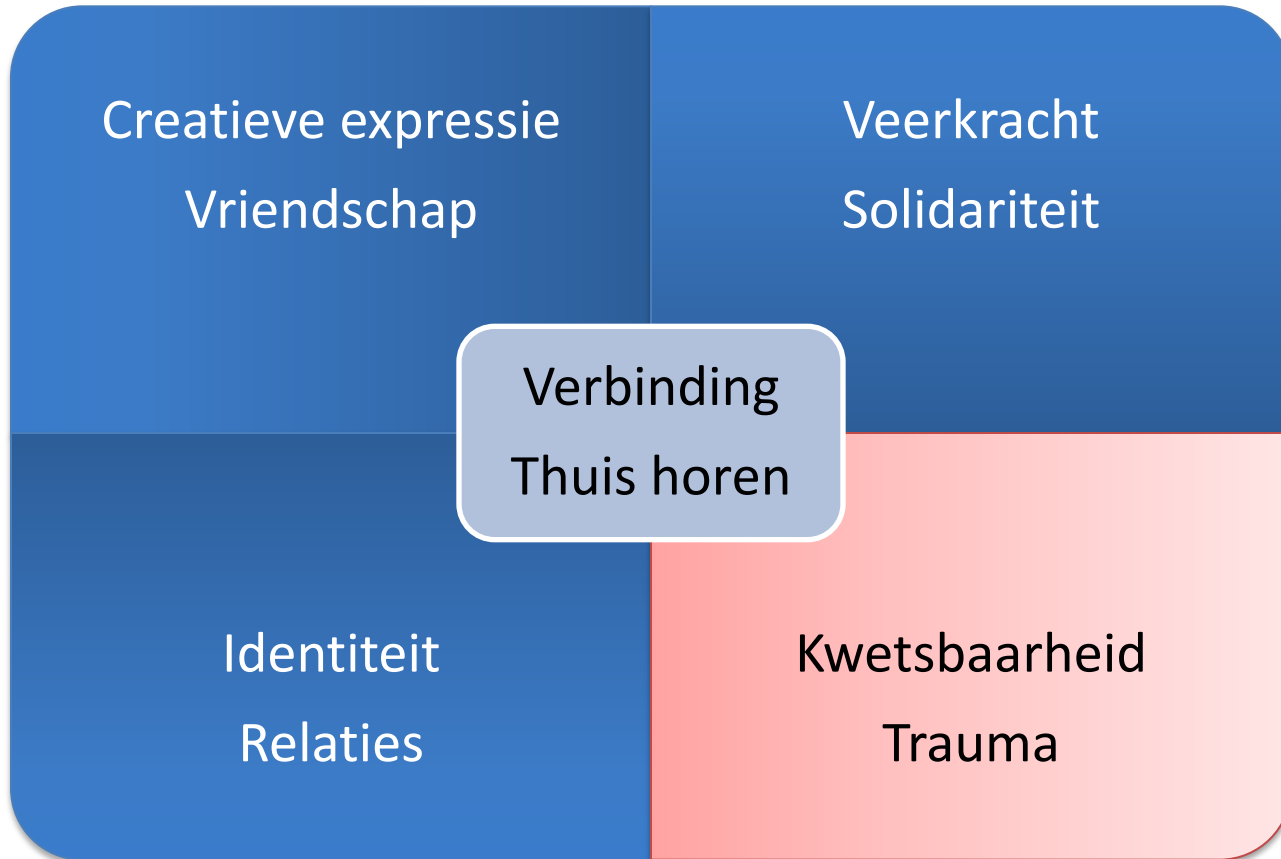 Creatieve expressie
Vriendschap
Veerkracht
Solidariteit
Verbinding
Thuis horen
Identiteit
Relaties
Kwetsbaarheid
Trauma